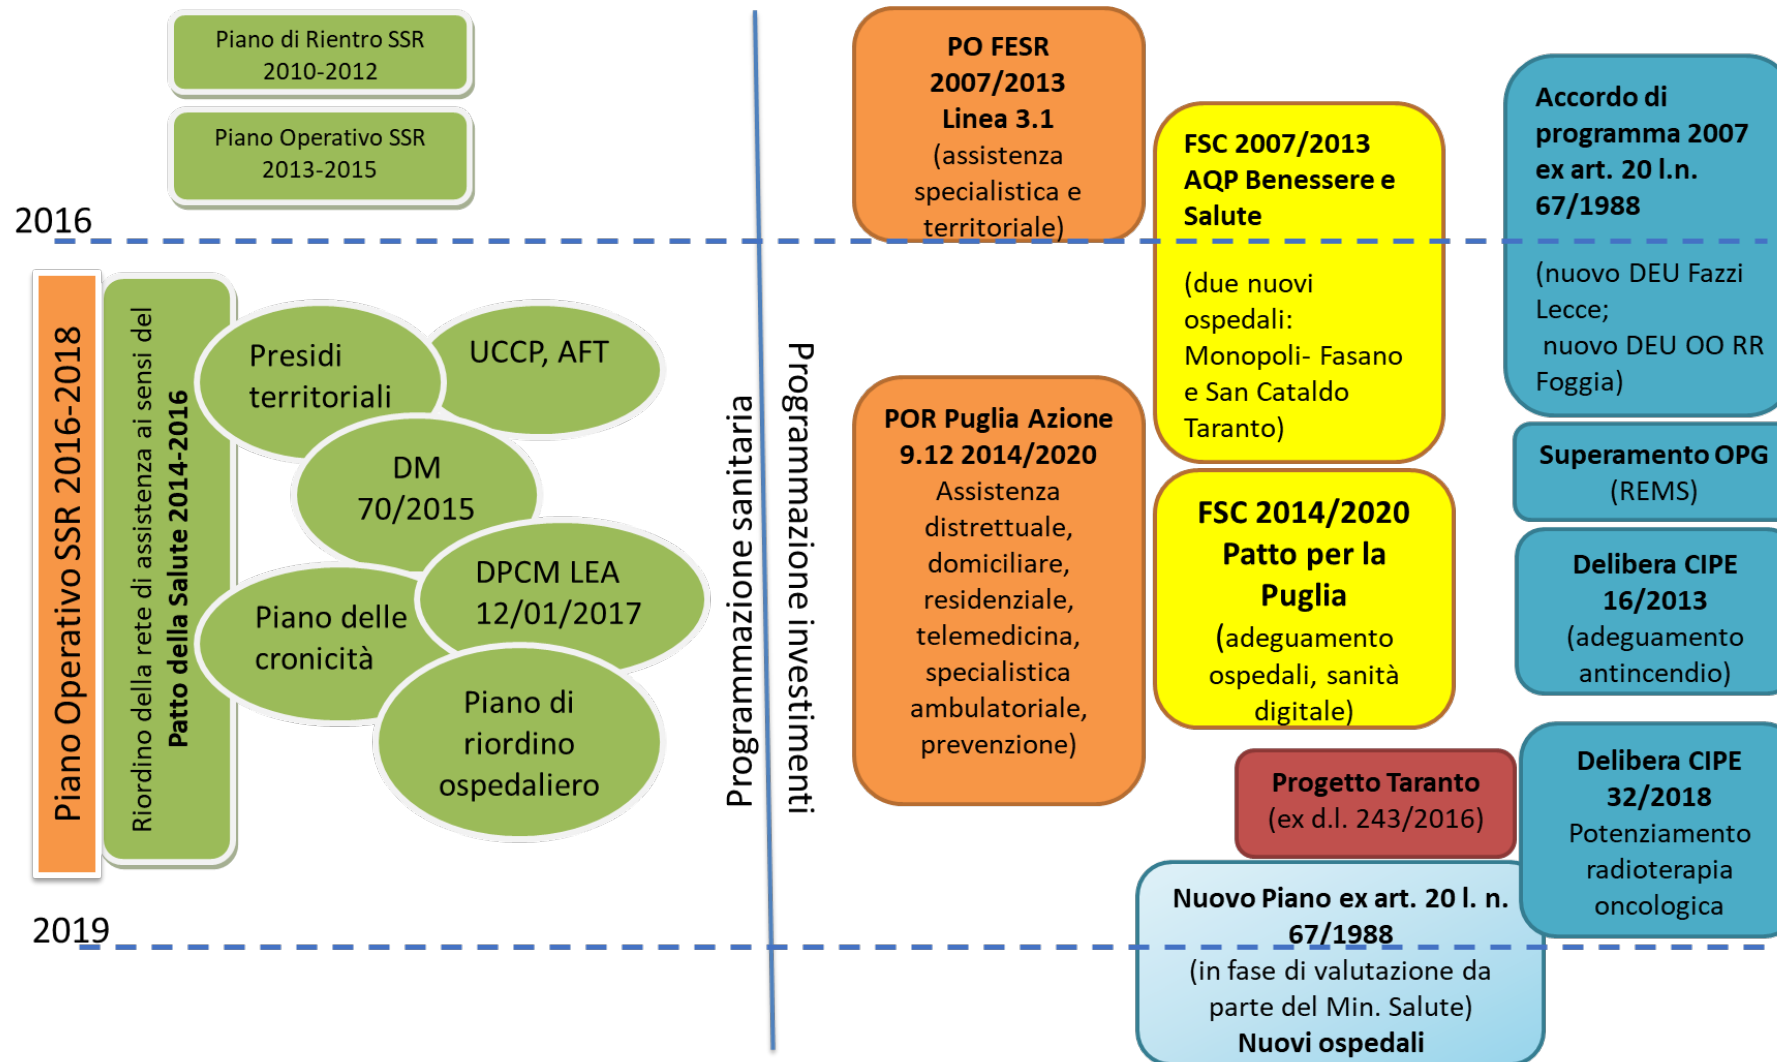 Piano di Rientro SSR
2010-2012
Piano Operativo SSR
2013-2015
2016
Piano Operativo SSR 2016-2018
Riordino della rete di assistenza ai sensi del
Patto della Salute 2014-2016
Presidi
territoriali
UCCP, AFT
DM
70/2015
DPCM LEA
12/01/2017
Piano delle
cronicità
Piano di
riordino
ospedaliero
2019
Programmazione sanitaria
Programmazione investimenti
PO FESR
2007/2013
Linea 3.1
(assistenza
specialistica e
territoriale)
POR Puglia Azione
9.12 2014/2020
Assistenza
distrettuale,
domiciliare,
residenziale,
telemedicina,
specialistica
ambulatoriale,
prevenzione)
FSC 2007/2013
AQP Benessere e
Salute
(due nuovi
ospedali:
Monopoli- Fasano
e San Cataldo
Taranto)
FSC 2014/2020
Patto per la
Puglia
(adeguamento
ospedali, sanità
digitale)
Progetto Taranto
(ex d.l. 243/2016)
Nuovo Piano ex art. 20 l. n.
67/1988
(in fase di valutazione da
parte del Min. Salute)
Nuovi ospedali
Accordo di
programma 2007
ex art. 20 l.n.
67/1988
(nuovo DEU Fazzi
Lecce;
nuovo DEU OO RR
Foggia)
Superamento OPG
(REMS)
Delibera CIPE
16/2013
(adeguamento
antincendio)
Delibera CIPE
32/2018
Potenziamento
radioterapia
oncologica